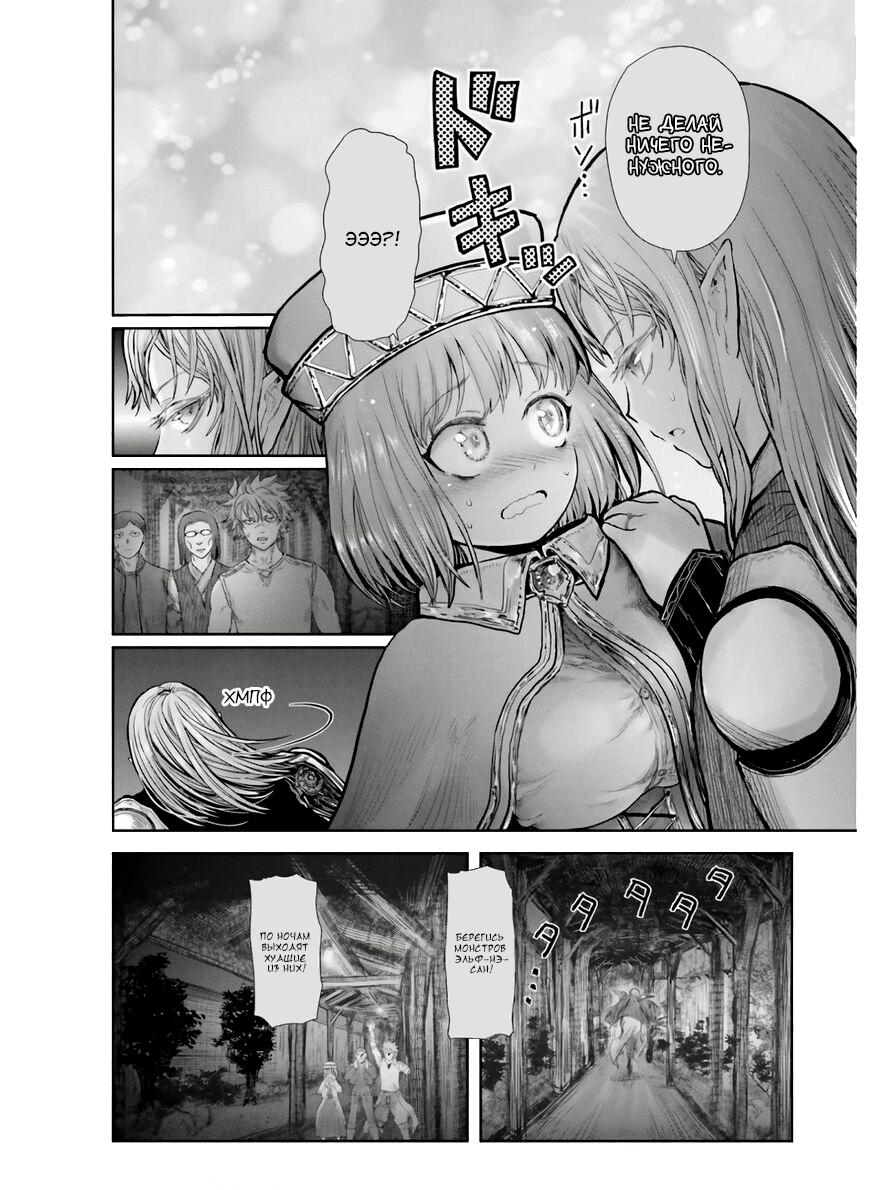 НЕ ДЕЛАЙ
НИЧЕГО НЕ-
НУЖНОГО.
ボソ…
ドキッ
ЭЭЭ?!
ХМПФ
タタタタタ…
БЕРЕГИСЬ
МОНСТРОВ
ЭЛЬФ-НЭ-
САН!
ПО НОЧАМ
ВЫХОДЯТ
ХУДШИЕ
ИЗ НИХ!